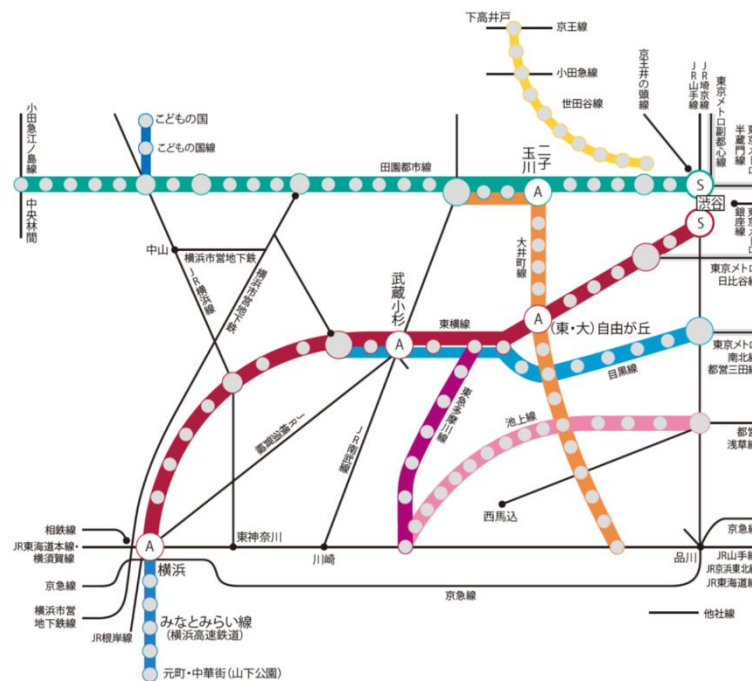 下高井戸
京王線
小田急線
世田谷線
京王井の頭線
JR埼京線
JR山手線
東京メトロ副都心線
半蔵門線
銀座線
小田急江ノ島線
こどもの国
こどもの国線
田園都市線
二子
玉川
S
A
渋谷
S
中央林間
中山
横浜市営地下鉄
JR横浜線
横浜市営地下鉄
武蔵小杉
大井町線
東京メトロ
日比谷線
東横線
A
A
(東・大)自由が丘
目黒線
東京メトロ
南北線
都営三田線
東急多摩川線
池上線
JR横須賀線
JR南武線
都営
浅草線
西馬込
相鉄線
JR東海道本線・
横須賀線
A
横浜
東神奈川
川崎
品川
京急線
JR山手線
JR京浜東北線
JR東海道線
京急線
京急線
横浜市営
地下鉄線
JR根岸線
みなとみらい線
(横浜高速鉄道)
他社線
元町・中華街(山下公園)